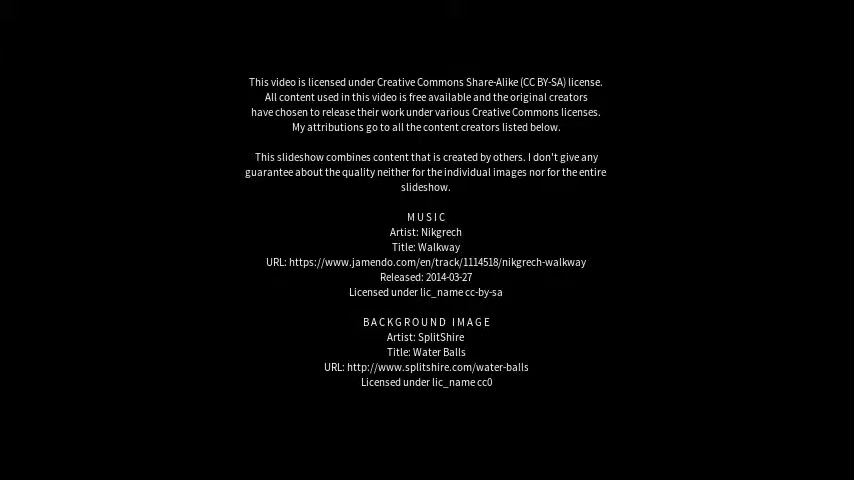 This video is licensed under Creative Commons Share-Alike (CC BY-SA) license.
All content used in this video is free available and the original creators
have chosen to release their work under various Creative Commons licenses.
My attributions go to all the content creators listed below.
This slideshow combines content that is created by others. I don't give any
guarantee about the quality neither for the individual images nor for the entire
slideshow.
M U S I C
Artist: Nikgrech
Title: Walkway
URL: https://www.jamendo.com/en/track/1114518/nikgrech-walkway
Released: 2014-03-27
Licensed under lic_name cc-by-sa
B A C K G R O U N D  I M A G E
Artist: SplitShire
Title: Water Balls
URL: http://www.splitshire.com/water-balls
Licensed under lic_name cc0